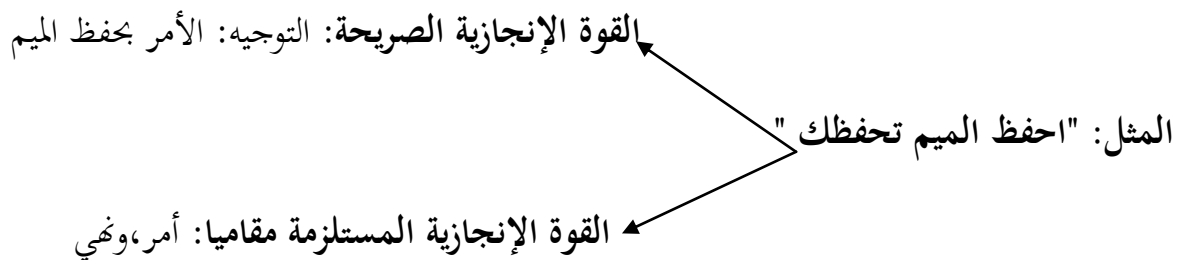 القوة الإنجازية الصريحة: التوجيه: الأمر بحفظ الميم
المثل: "احفظ الميم تحفظك "
القوة الإنجازية المستلزمة مقاميا: أمر،ونهي